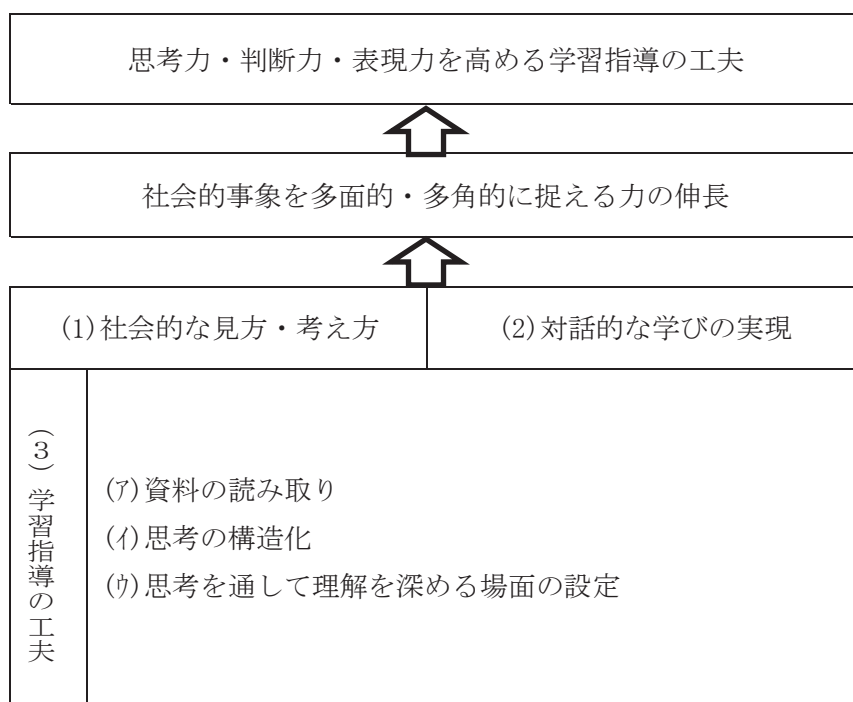 思考力・判断力・表現力を高める学習指導の工夫
社会的事象を多面的・多角的に捉える力の伸長
(1)社会的な見方・考え方
(2)対話的な学びの実現
(3)学習指導の工夫
(ｱ)資料の読み取り
(ｲ)思考の構造化
(ｳ)思考を通して理解を深める場面の設定